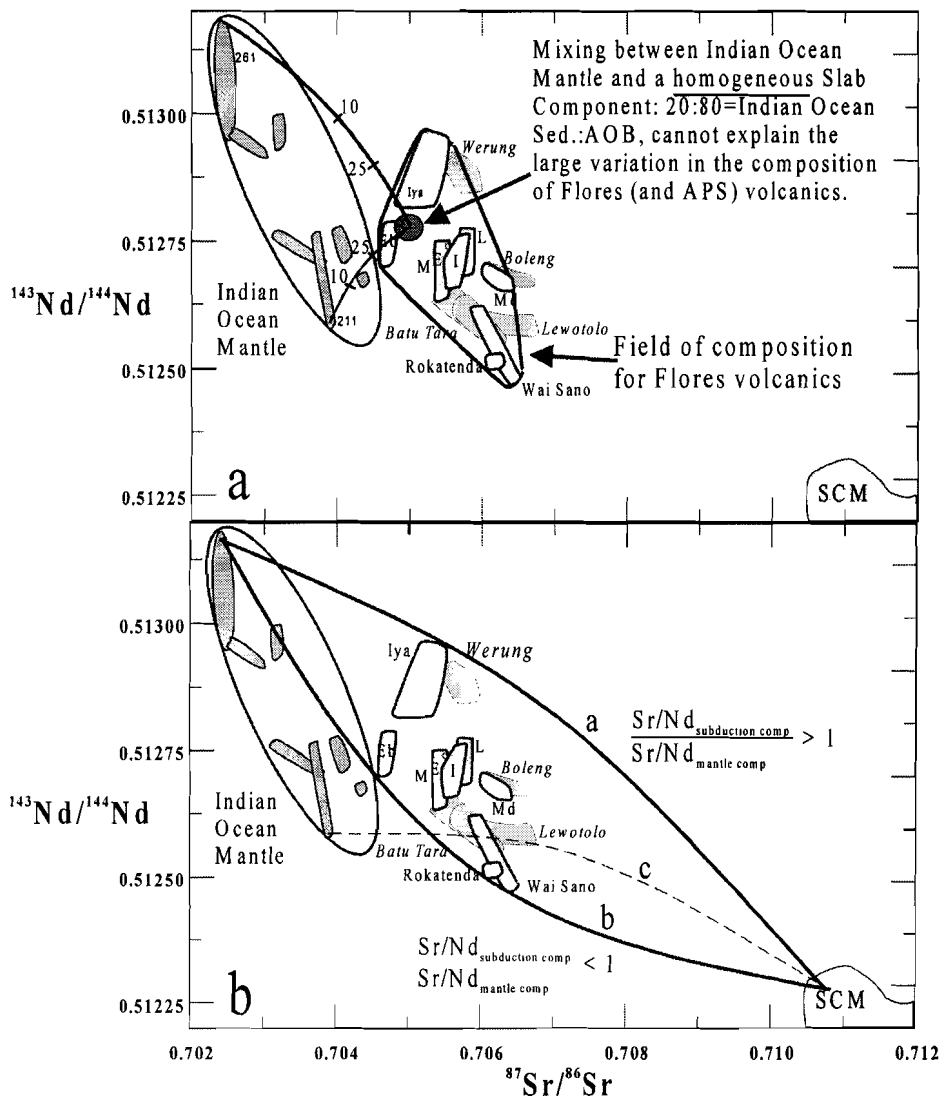 Mixing between Indian Ocean
Mantle and a homogeneous Slab
Component: 20:80=Indian Ocean
Sed.:AOB, cannot explain the
large variation in the composition
of Flores (and APS) volcanics.
261
10
25
0.51300
Werung
Iya
0.51275
Eb
25
10
M
E
I
L
Boleng
Md
143Nd/144Nd
Indian
Ocean
Mantle
211
Batu Tara
Lewotolo
Field of composition
for Flores volcanics
0.51250
Rokatenda
Wai Sano
0.51225
a
SCM
0.51300
Iya
Werung
a
Sr/Nd subduction comp
Sr/Nd mantle comp
> 1
0.51275
Eb
M
E
I
L
Boleng
Md
143Nd/144Nd
Indian
Ocean
Mantle
Batu Tara
Lewotolo
0.51250
Rokatenda
Wai Sano
c
b
Sr/Nd subduction comp
Sr/Nd mantle comp
< 1
0.51225
b
SCM
0.702
0.704
0.706
0.708
0.710
0.712
87Sr/86Sr